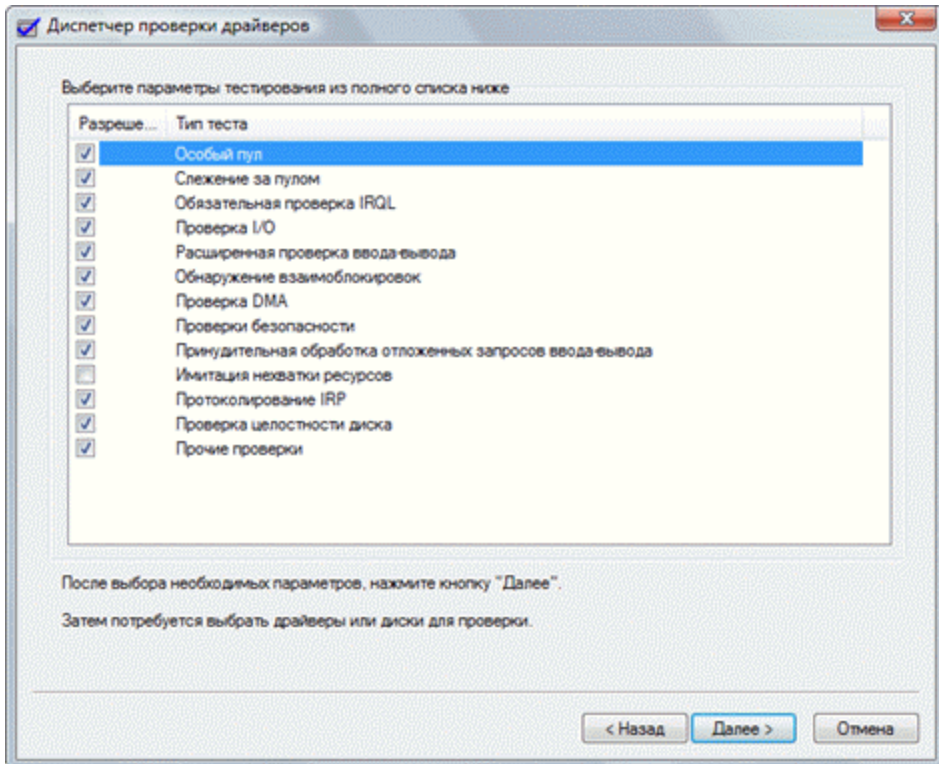 Диспетчер проверки драйверов
Выберите параметры тестирования из полного списка ниже
Разреше... Тип теста
Особый пул
Слежение за пулом
Обязательная проверка IRQL
Проверка I/O
Расширенная проверка ввода-вывода
Обнаружение взаимоблокировок
Проверка DMA
Проверки безопасности
Принудительная обработка отложенных запросов ввода-вывода
Имитация нехватки ресурсов
Протоколирование IRP
Проверка целостности диска
Прочие проверки
После выбора необходимых параметров, нажмите кнопку "Далее".
Затем потребуется выбрать драйверы или диски для проверки.
< Назад Далее > Отмена